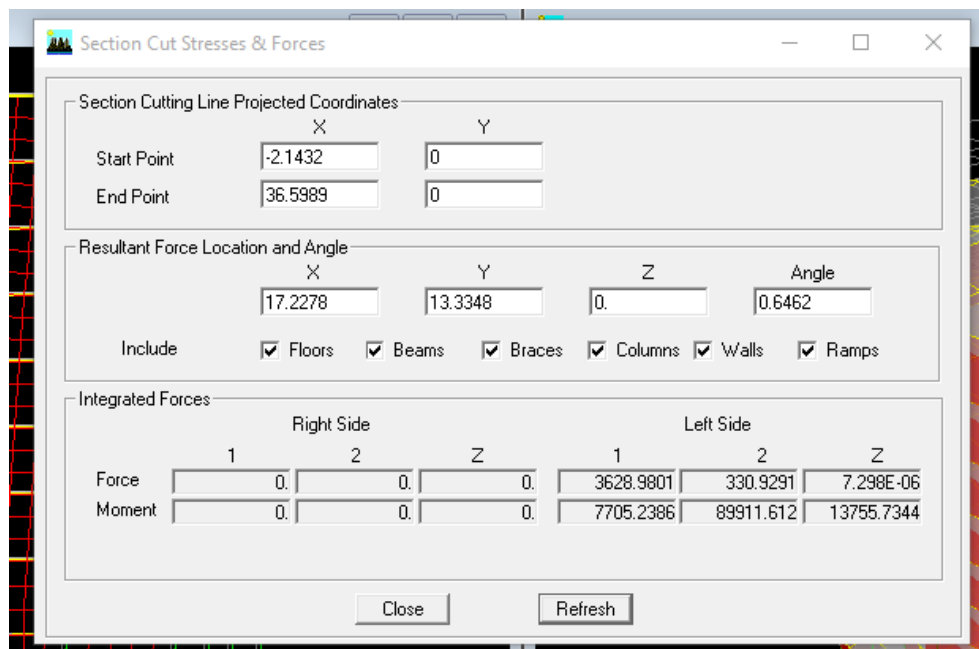 Section Cut Stresses & Forces
Section Cutting Line Projected Coordinates
X Y
Start Point -2.1432 0
End Point 36.5989 0
Resultant Force Location and Angle
X Y Z Angle
17.2278 13.3348 0. 0.6462
Include Floors Beams Braces Columns Walls Ramps
Integrated Forces
Right Side Left Side
1 2 Z 1 2 Z
Force 0. 0. 0. 3628.9801 330.9291 7.298E-06
Moment 0. 0. 0. 7705.2386 89911.612 13755.7344
Close Refresh